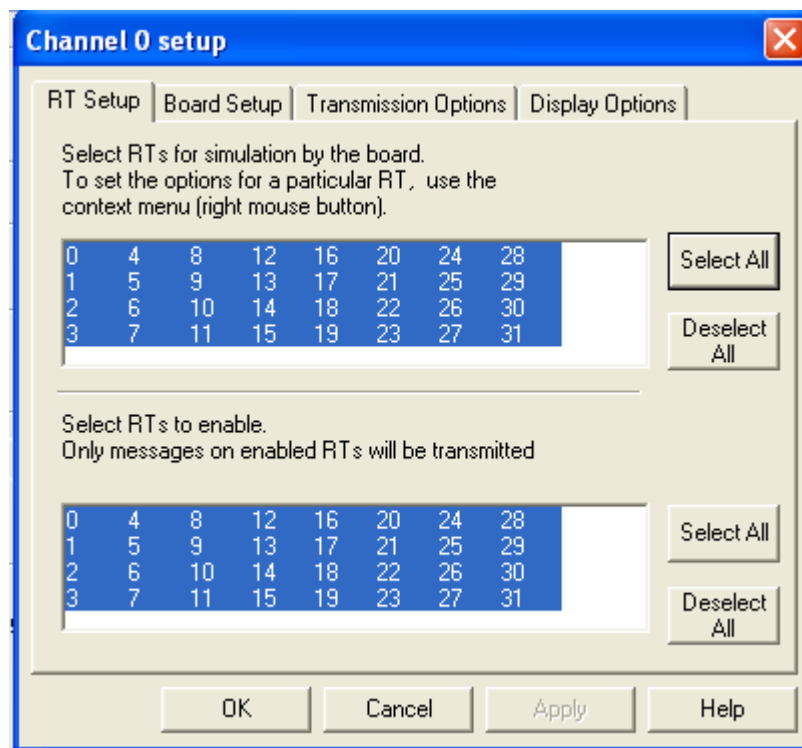 Channel 0 setup
RT Setup Board Setup Transmission Options Display Options
Select RTs for simulation by the board.
To set the options for a particular RT, use the
context menu (right mouse button).
0 4 8 12 16 20 24 28
1 5 9 13 17 21 25 29
2 6 10 14 18 22 26 30
3 7 11 15 19 23 27 31
Select All
Deselect
All
Select RTs to enable.
Only messages on enabled RTs will be transmitted
0 4 8 12 16 20 24 28
1 5 9 13 17 21 25 29
2 6 10 14 18 22 26 30
3 7 11 15 19 23 27 31
Select All
Deselect
All
OK Cancel Apply Help